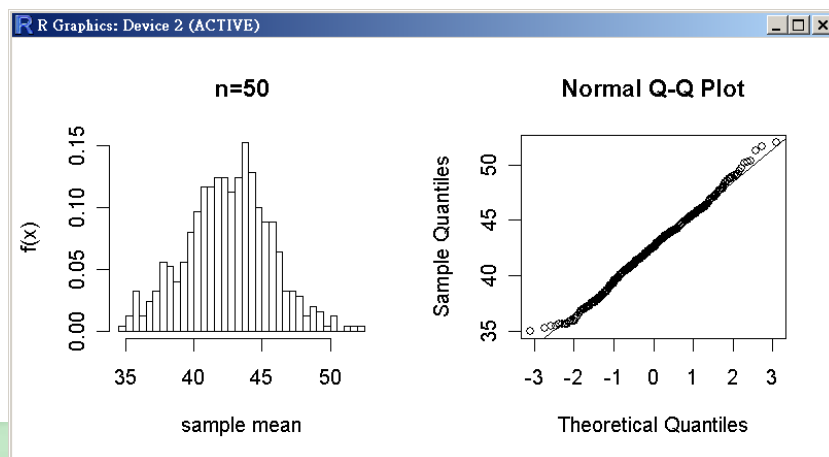 R Graphics: Device 2 (ACTIVE)
n=50
f(x)
0.15
0.10
0.05
0.00
35 40 45 50
sample mean
Normal Q-Q Plot
Sample Quantiles
50
45
40
35
-3 -2 -1 0 1 2 3
Theoretical Quantiles